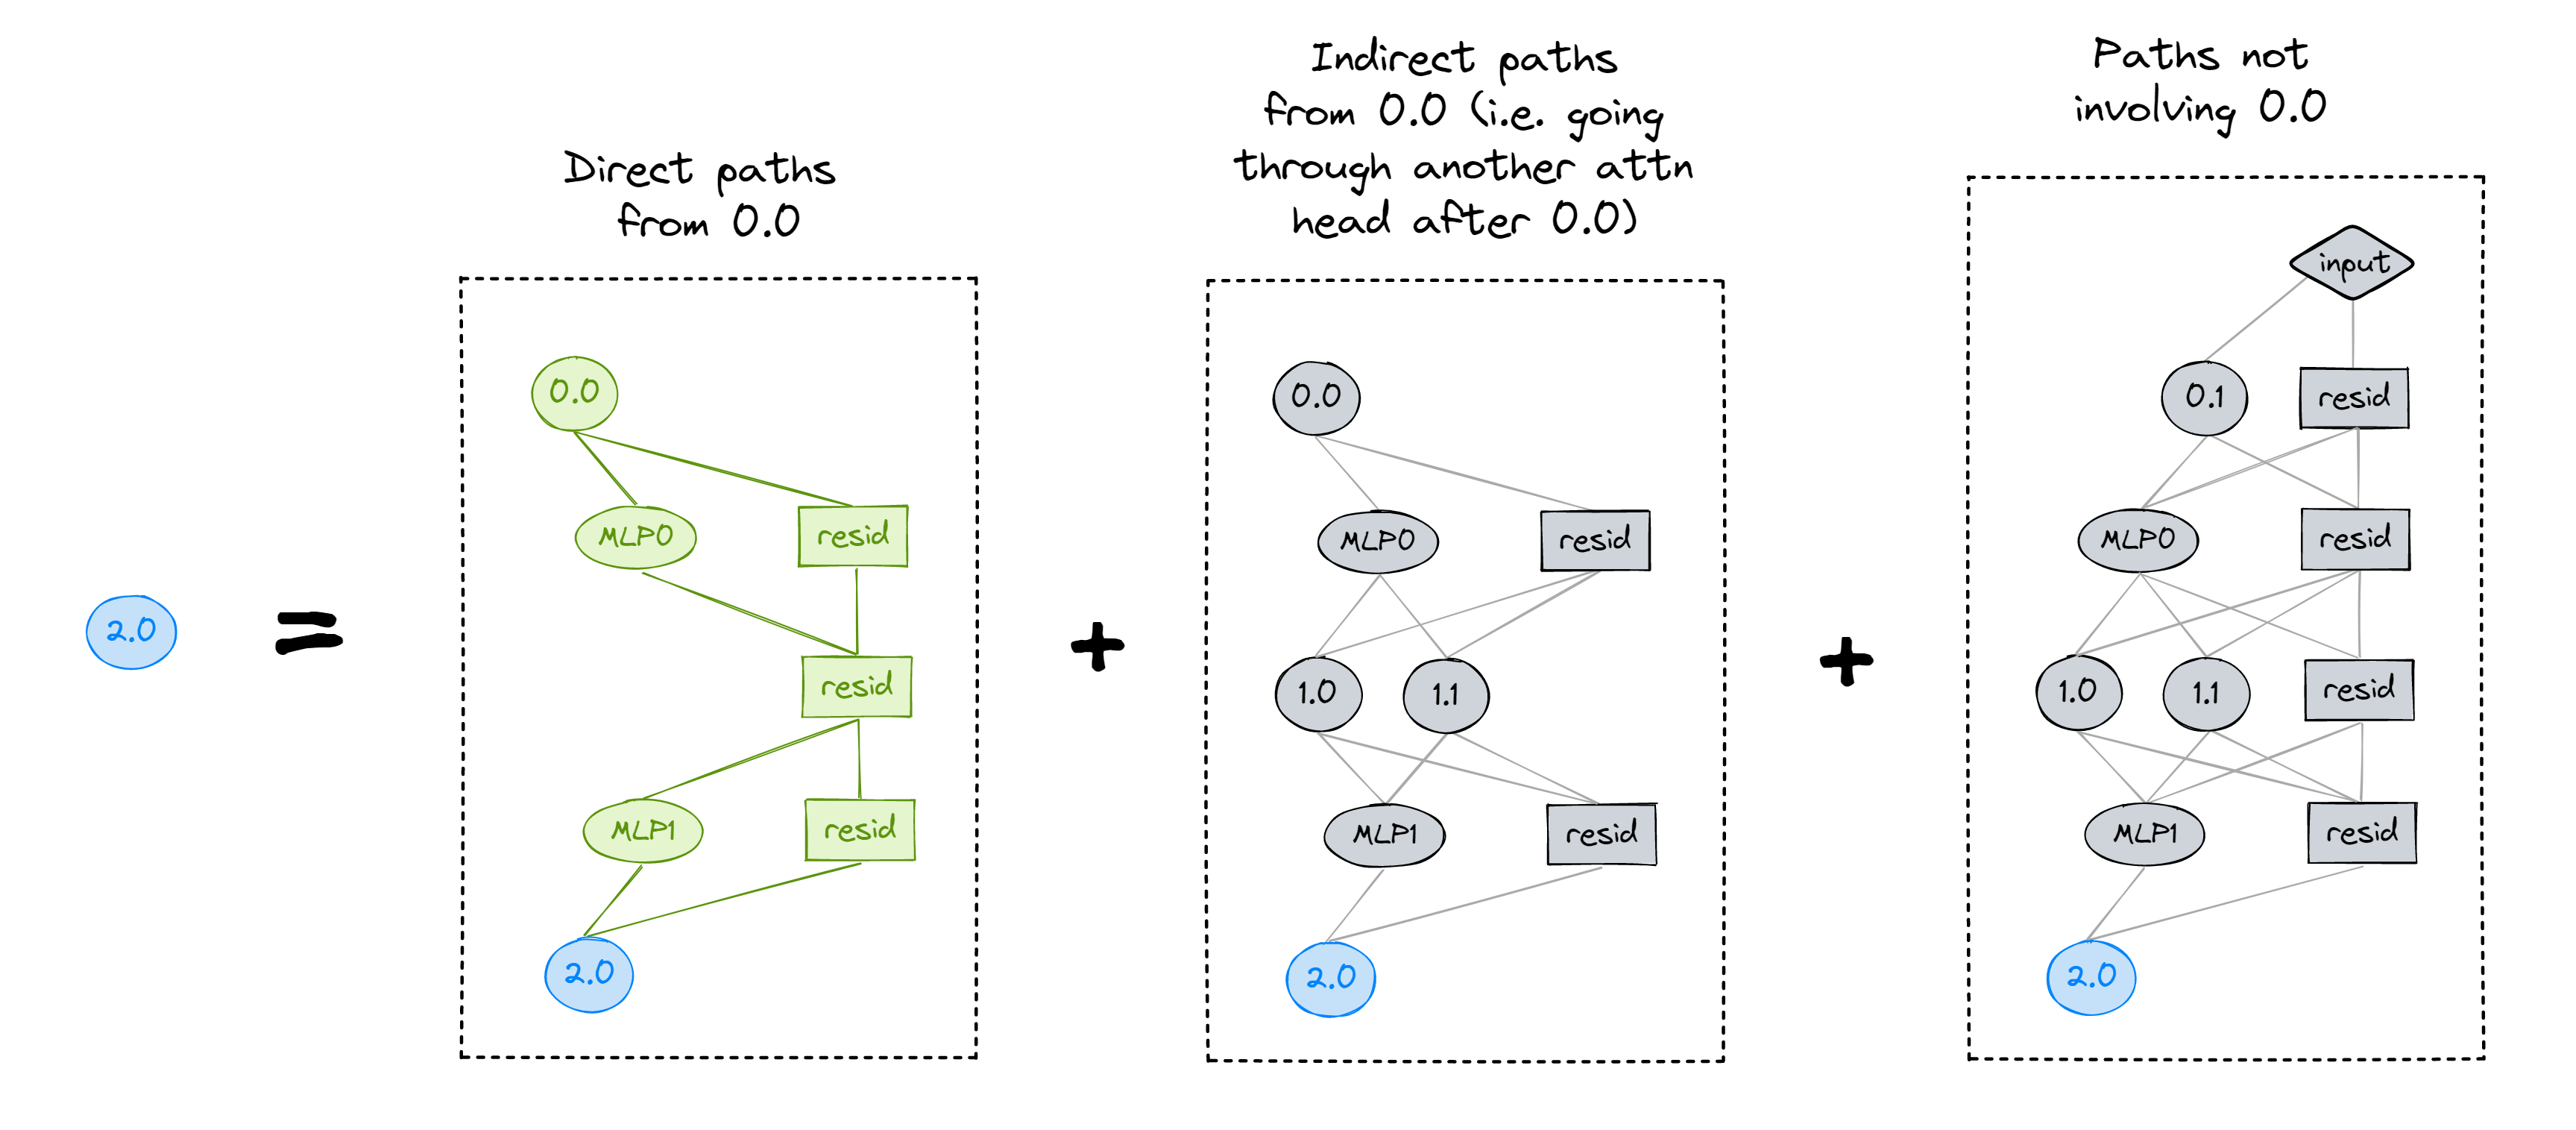 Direct paths
from 0.0
Indirect paths
from 0.0 (i.e. going
through another attn
head after 0.0)
Paths not
involving 0.0
2.0
=
0.0
MLP0
resid
resid
MLP1
resid
2.0
+
0.0
MLP0
resid
1.0
1.1
MLP1
resid
2.0
+
input
0.1
resid
MLP0
resid
1.0
1.1
resid
MLP1
resid
2.0